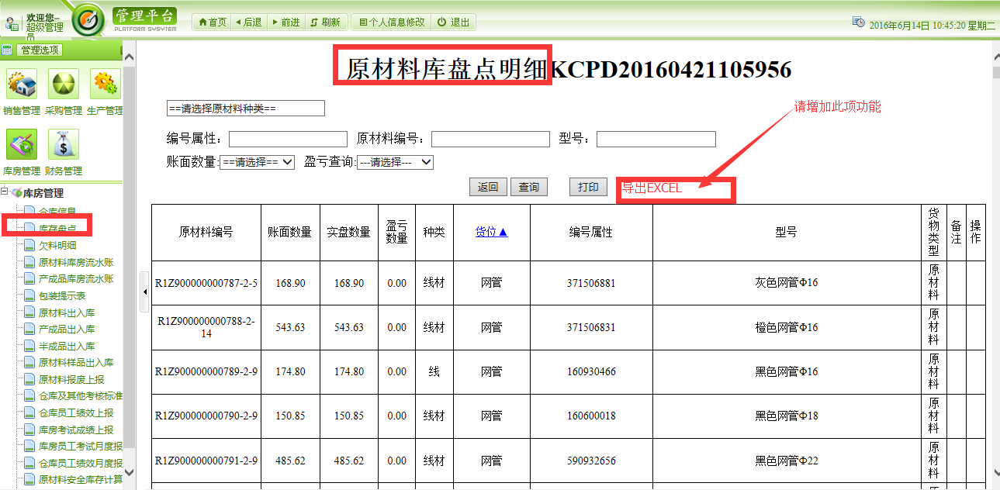 欢迎您-
超级管理
员
管理平台
PLATFORM SYSYTEM
首页 后退 前进 刷新 个人信息修改 退出
2016年6月14日 10:45:20 星期二
管理选项
销售管理 采购管理 生产管理
库房管理 财务管理
库房管理
仓库信息
库存盘点
欠料明细
原材料库房流水账
产成品库房流水账
包装提示表
原材料出入库
产成品出入库
半成品出入库
原材料样品出入库
原材料报废上报
仓库及其他考核标准
仓库员工绩效上报
库房考试成绩上报
库房员工考试月度报
仓库员工绩效月度报
原材料安全库存计算
原材料库盘点明细KCPD20160421105956
请增加此项功能
==请选择原材料种类==
编号属性: 原材料编号: 型号:
账面数量: ==请选择== 盈亏查询: ---请选择---
返回 查询 打印 导出EXCEL
原材料编号 账面数量 实盘数量 盈亏数量 种类 货位▲ 编号属性 型号 货物类型 备注 操作
R1Z900000000787-2-5 168.90 168.90 0.00 线材 网管 371506881 灰色网管Φ16 原材料
R1Z900000000788-2-14 543.63 543.63 0.00 线材 网管 371506831 橙色网管Φ16 原材料
R1Z900000000789-2-9 174.80 174.80 0.00 线 网管 160930466 黑色网管Φ16 原材料
R1Z900000000790-2-9 150.85 150.85 0.00 线材 网管 160600018 黑色网管Φ18 原材料
R1Z900000000791-2-9 485.62 485.62 0.00 线材 网管 590932656 黑色网管Φ22 原材料